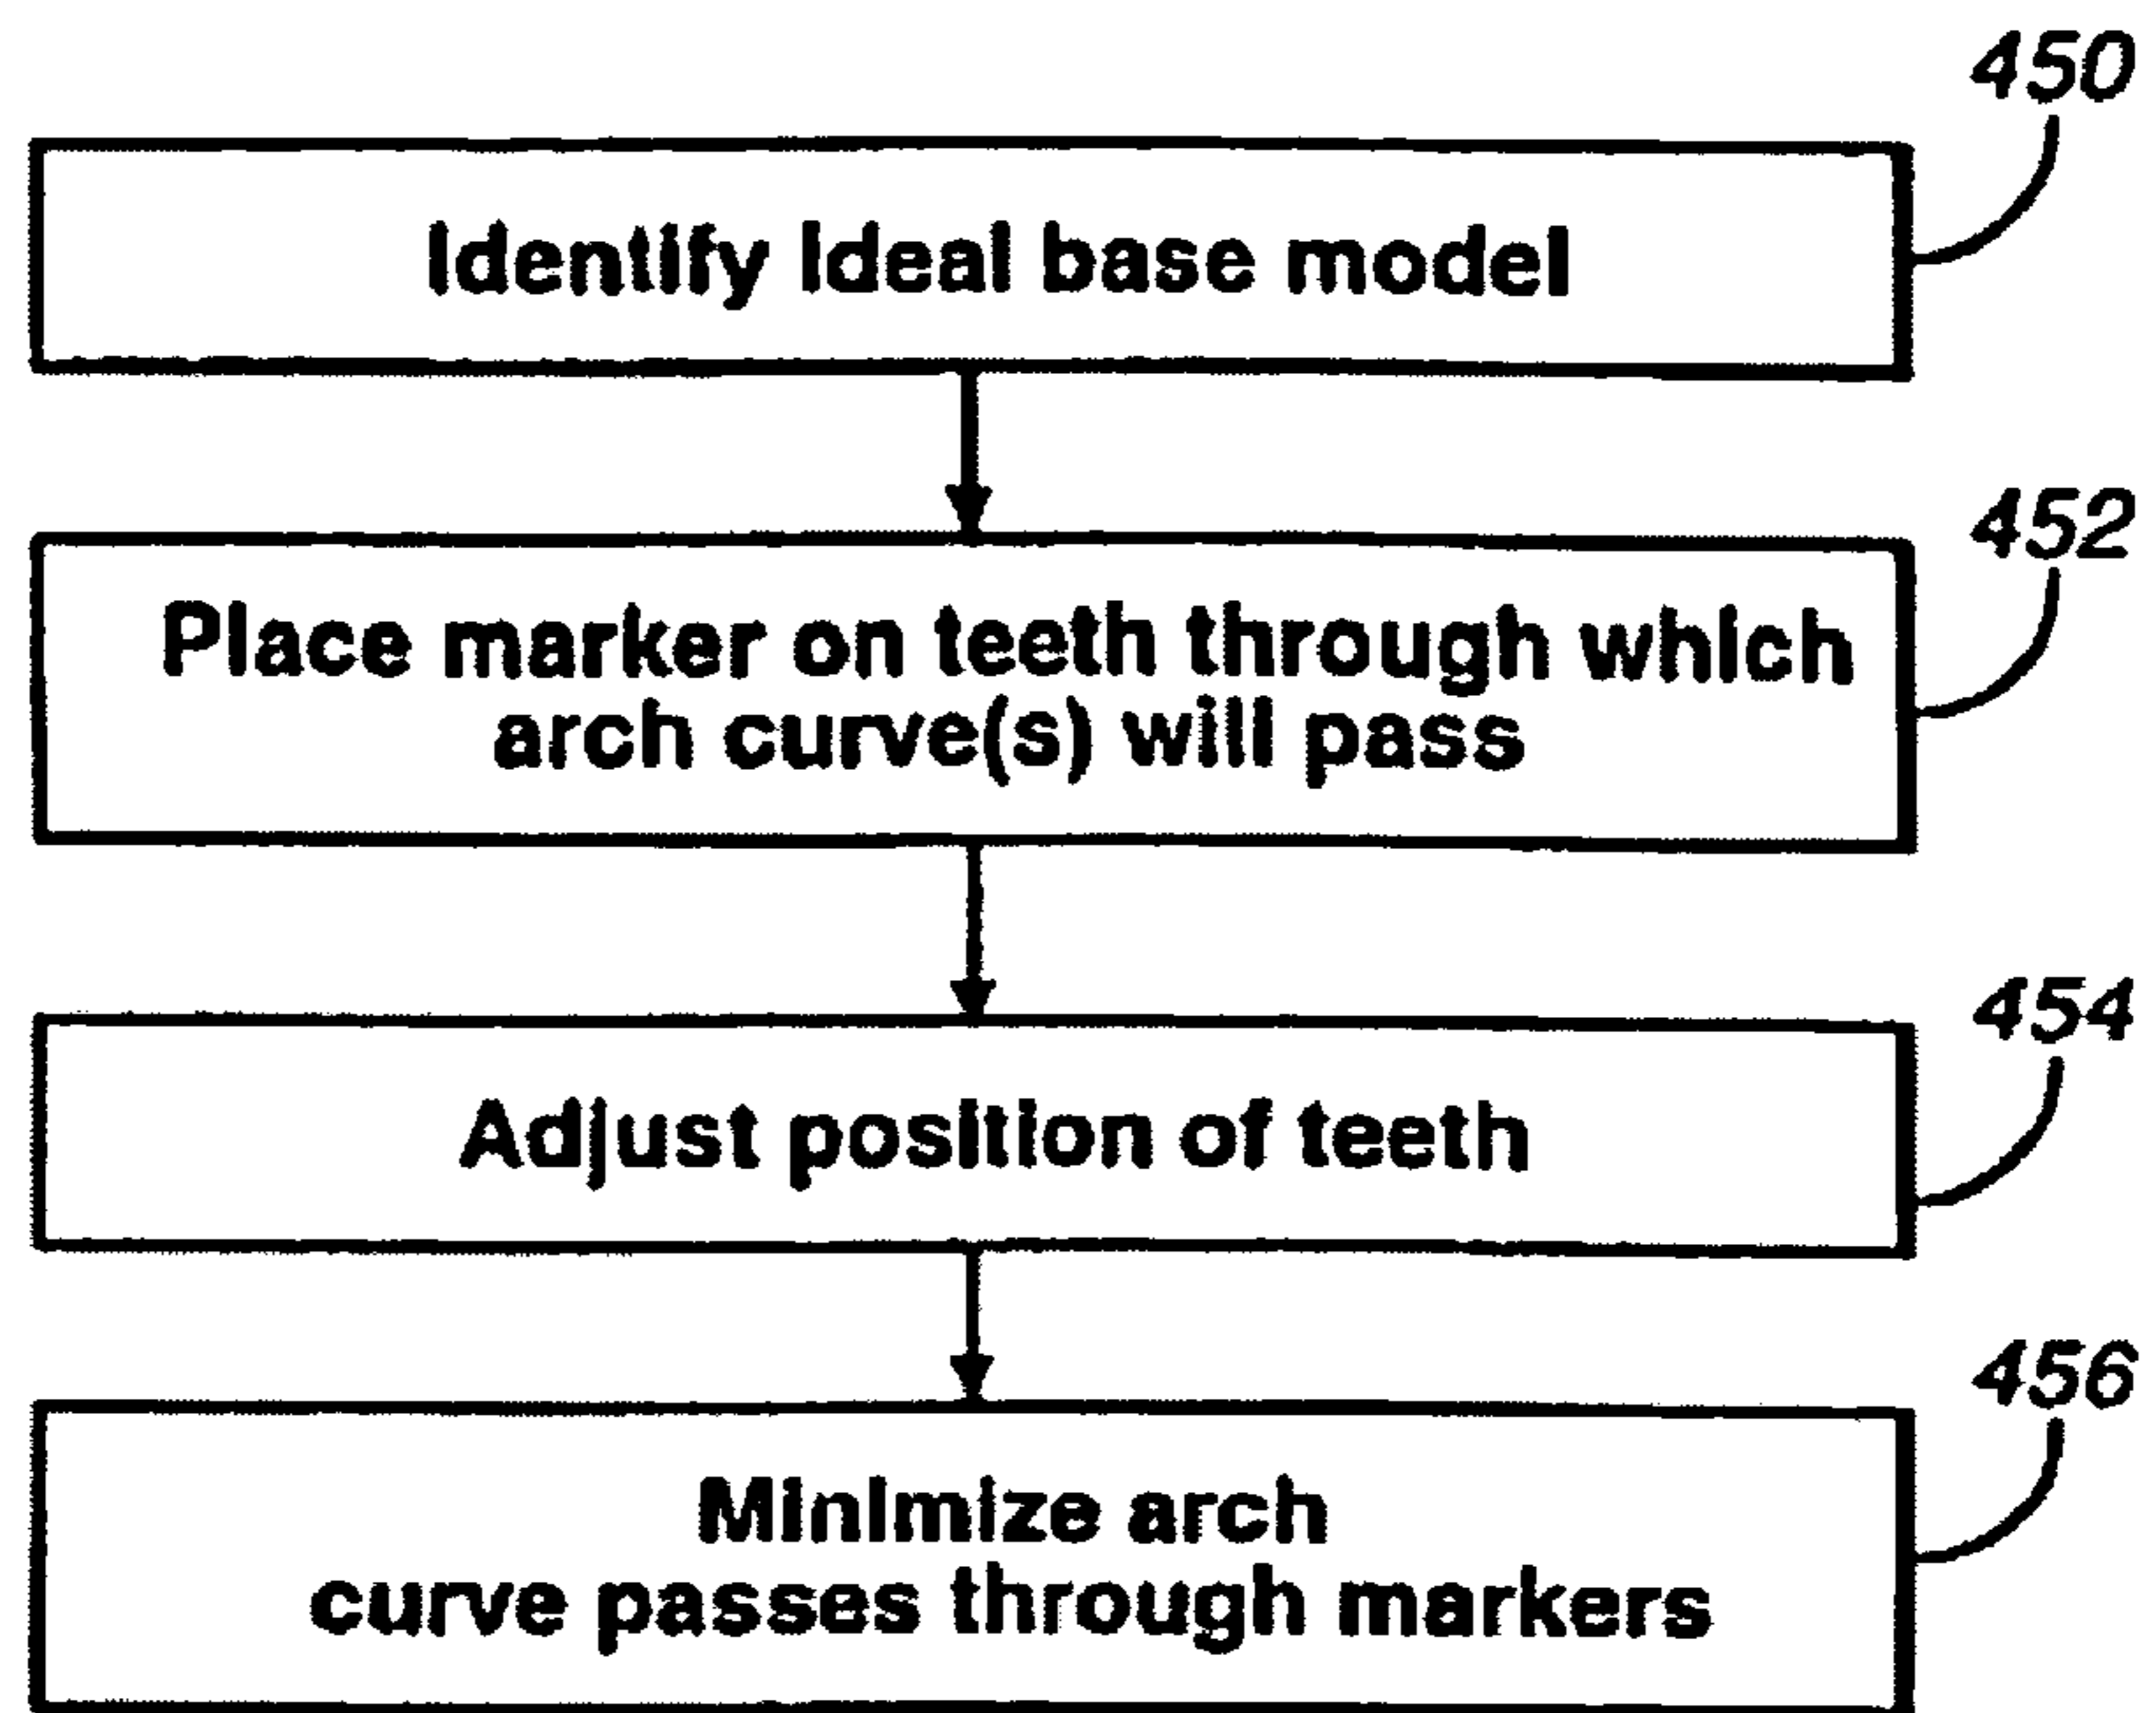 450
Identify Ideal base model
452
Place marker on teeth through which
arch curve(s) will pass
454
Adjust position of teeth
456
Minimize arch
curve passes through markers